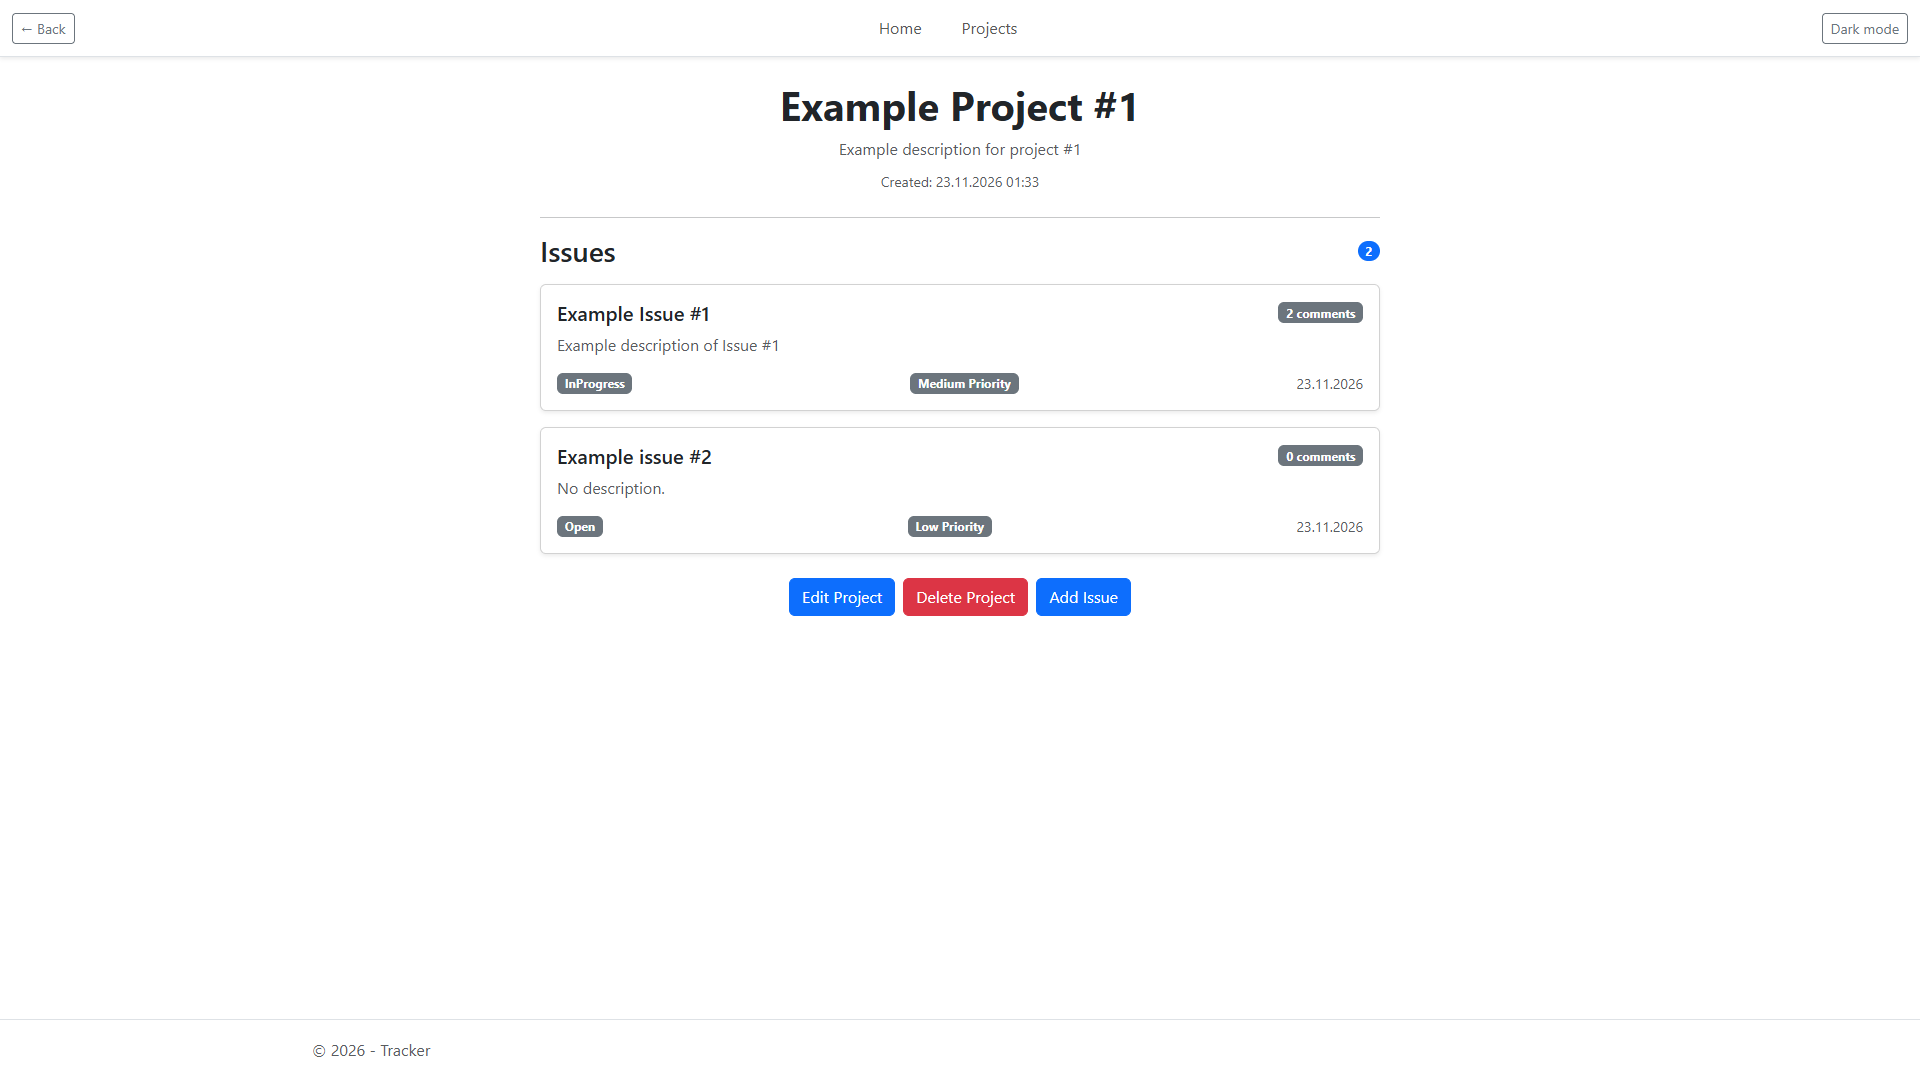 ← Back Home Projects Dark mode
Example Project #1
Example description for project #1
Created: 23.11.2026 01:33
Issues 2
Example Issue #1 2 comments
Example description of Issue #1
InProgress Medium Priority 23.11.2026
Example issue #2 0 comments
No description.
Open Low Priority 23.11.2026
Edit Project Delete Project Add Issue
© 2026 - Tracker